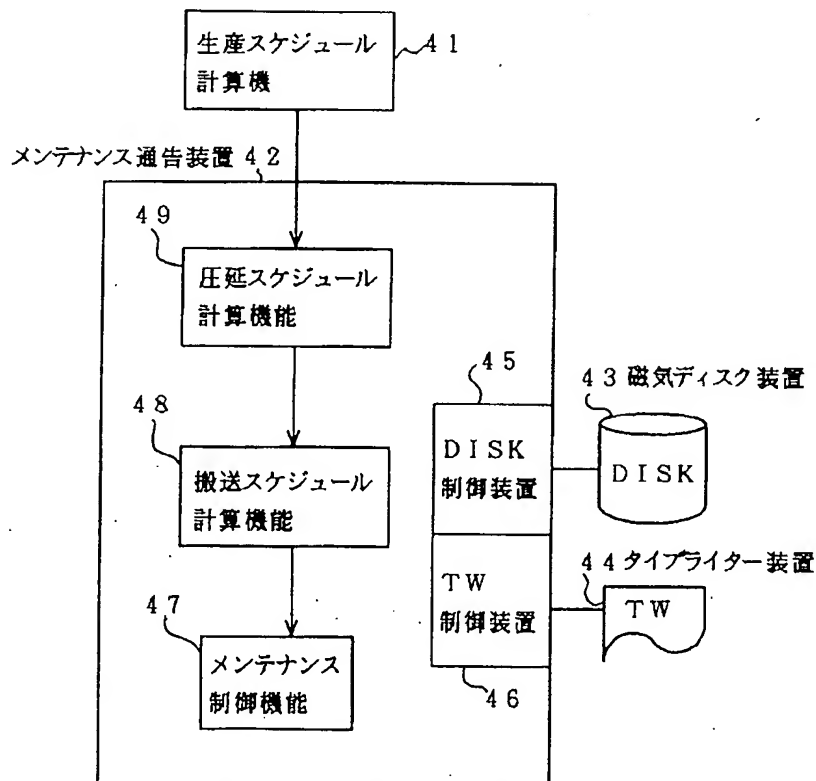 生産スケジュール
計算機
41
メンテナンス通告装置 42
49
圧延スケジュール
計算機能
45
43 磁気ディスク装置
DISK
制御装置
DISK
48
搬送スケジュール
計算機能
44 タイプライター装置
TW
制御装置
TW
47
メンテナンス
制御機能
46